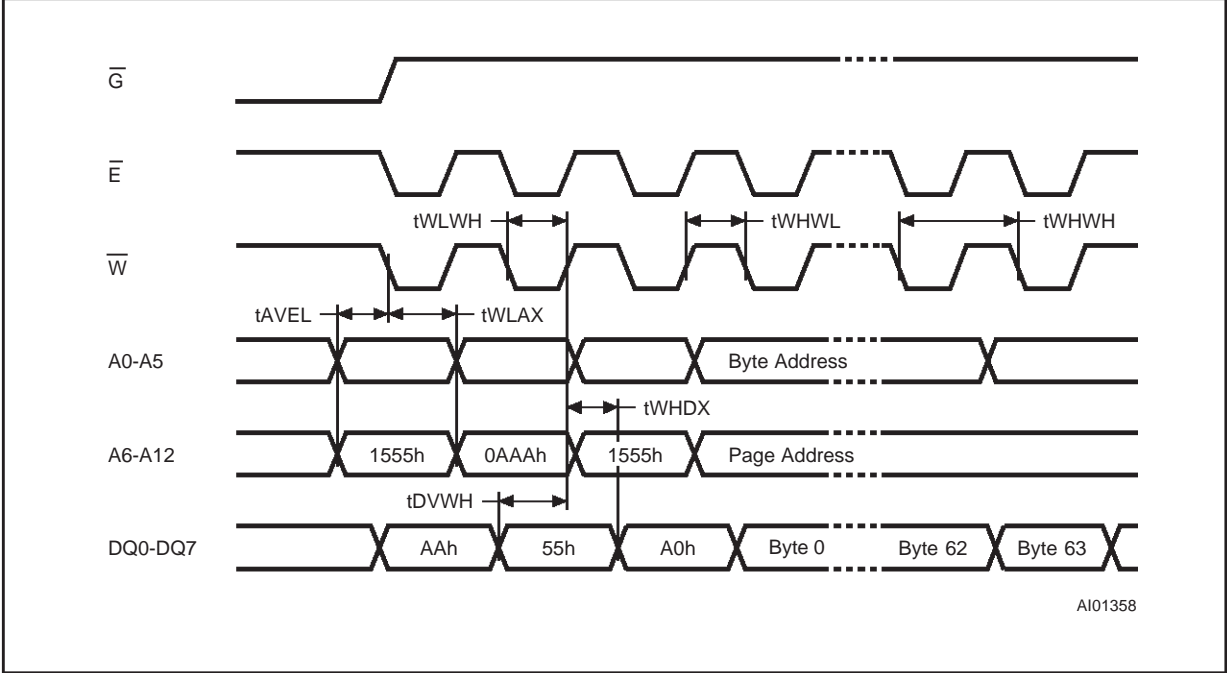 G̅
E̅
tWLWH tWHWL tWHWH
W̅
tAVEL tWLAX
A0-A5 Byte Address
tWHDX
A6-A12 1555h 0AAAh 1555h Page Address
tDVWH
DQ0-DQ7 AAh 55h A0h Byte 0 Byte 62 Byte 63
AI01358